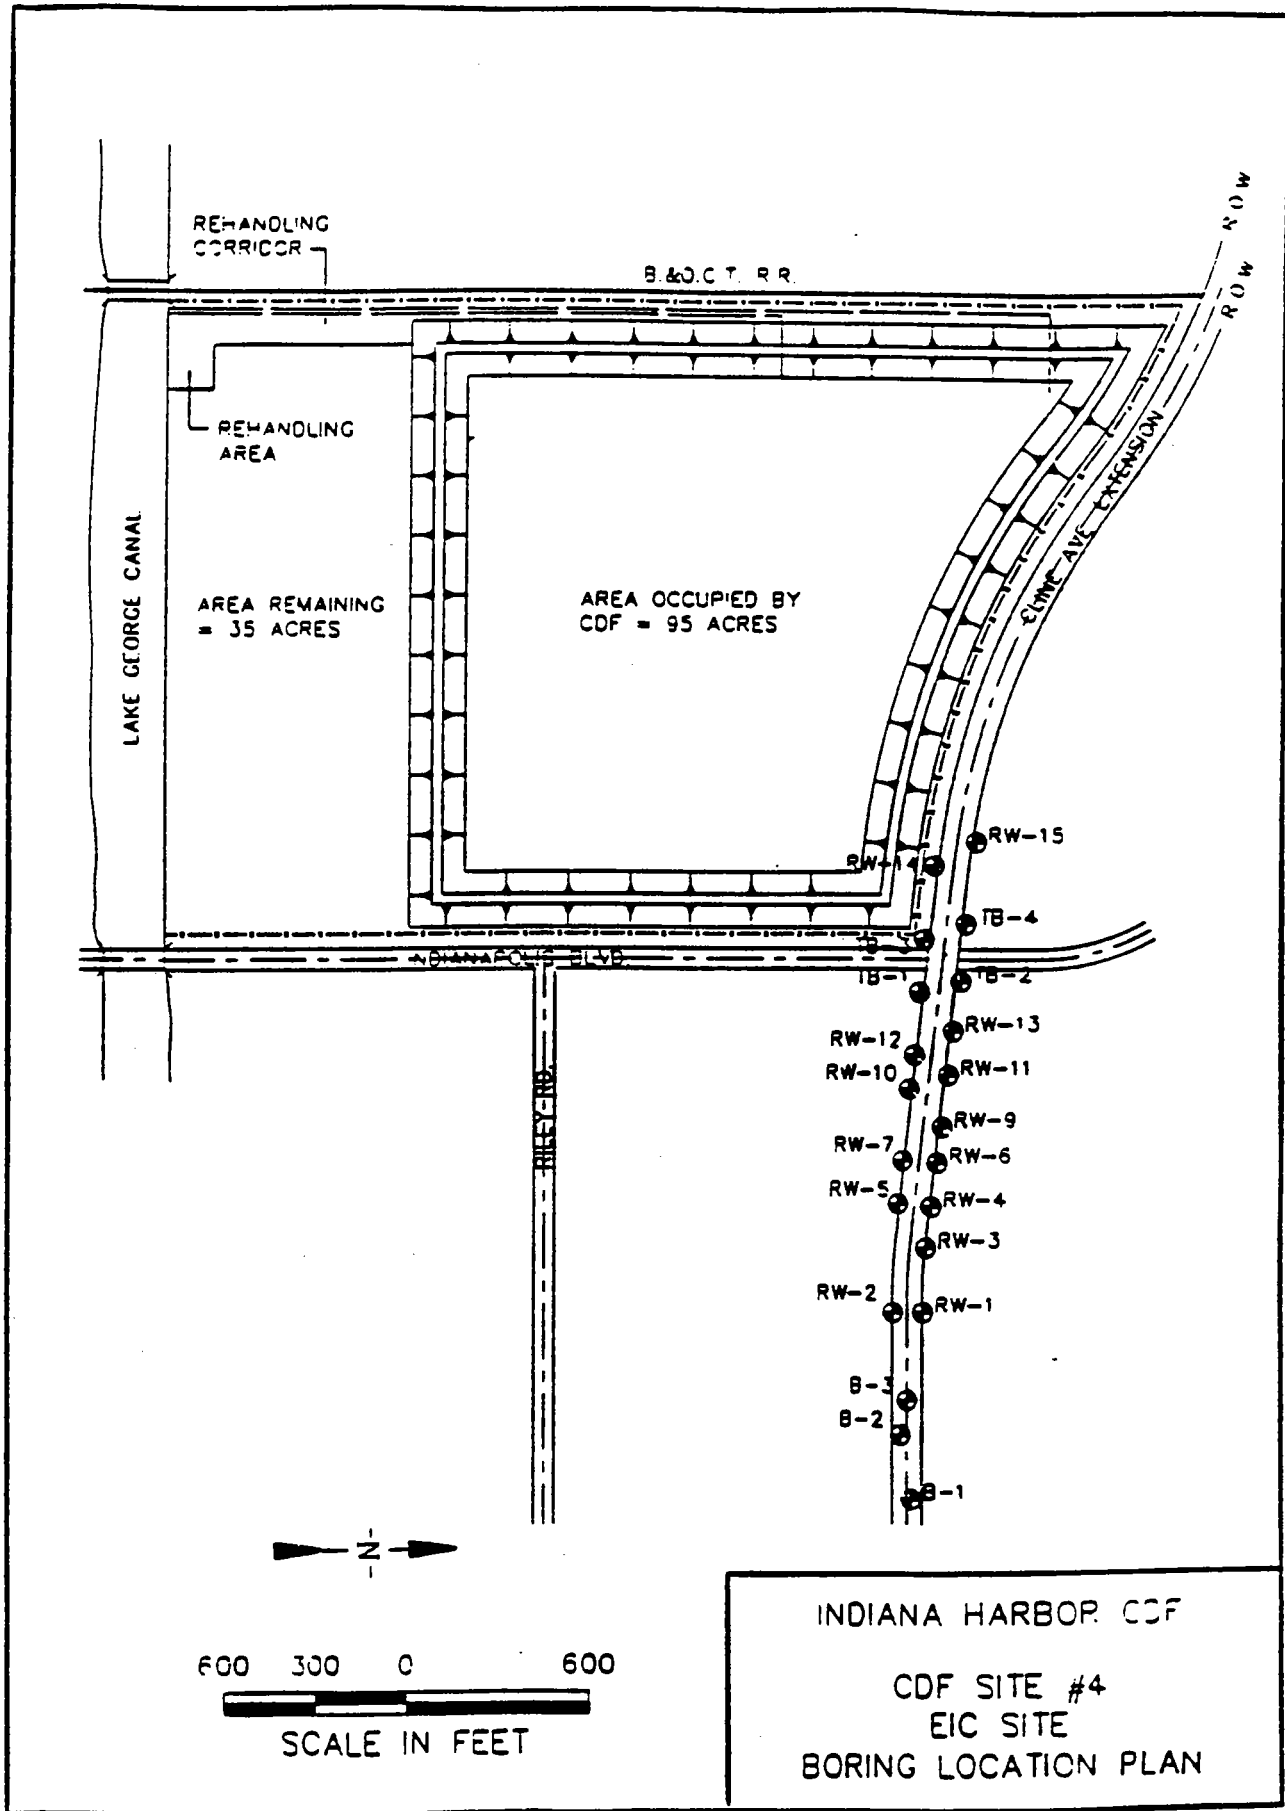 ROW
ROW
REHANDLING
CORRIDOR
B.&O.C.T. R.R.
REHANDLING
AREA
CLINE AVE EXTENSION
LAKE GEORGE CANAL
AREA REMAINING
= 35 ACRES
AREA OCCUPIED BY
CDF = 95 ACRES
RW-15
RW-14
TB-4
INDIANAPOLIS BLVD.
TB-1
TB-2
RW-13
RW-12
RW-10
RW-11
RILEY RD.
RW-9
RW-7
RW-6
RW-5
RW-4
RW-3
RW-2
RW-1
B-3
B-2
B-1
N
600 300 0 600
SCALE IN FEET
INDIANA HARBOR CDF
CDF SITE #4
EIC SITE
BORING LOCATION PLAN